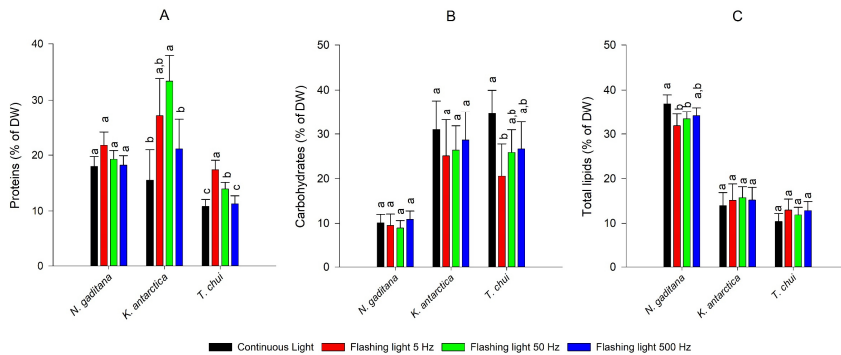 A
B
C
Proteins (% of DW)
40
30
20
10
0
a
a
a
a
b
a,b
a
b
c
a
b
c
N. gaditana
K. antarctica
T. chui
Carbohydrates (% of DW)
50
40
30
20
10
0
a
a
a
a
a
a
a
a
a
b
a,b
a,b
N. gaditana
K. antarctica
T. chui
Total lipids (% of DW)
50
40
30
20
10
0
a
b
b
a,b
a
a
a
a
a
a
a
a
N. gaditana
K. antarctica
T. chui
Continuous Light
Flashing light 5 Hz
Flashing light 50 Hz
Flashing light 500 Hz